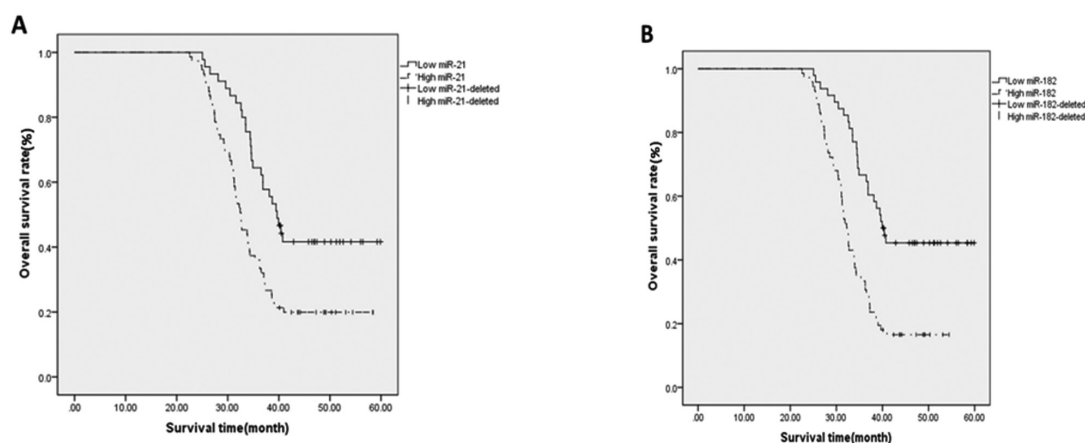 A
Overall survival rate(%)
1.0
0.8
0.6
0.4
0.2
0.0
.00 10.00 20.00 30.00 40.00 50.00 60.00
Survival time(month)
Low miR-21
'High miR-21
Low miR-21-deleted
High miR-21-deleted
B
Overall survival rate(%)
1.0
0.8
0.6
0.4
0.2
0.0
.00 10.00 20.00 30.00 40.00 50.00 60.00
Survival time(month)
Low miR-182
'High miR-182
Low miR-182-deleted
High miR-182-deleted